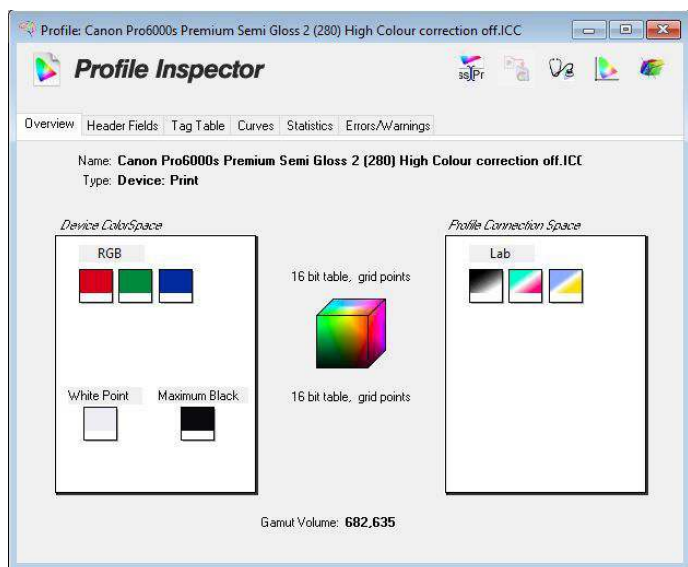 Profile: Canon Pro6000s Premium Semi Gloss 2 (280) High Colour correction off.ICC
Profile Inspector
Overview Header Fields Tag Table Curves Statistics Errors/Warnings
Name: Canon Pro6000s Premium Semi Gloss 2 (280) High Colour correction off.ICC
Type: Device: Print
Device ColorSpace
Profile Connection Space
RGB
Lab
16 bit table, grid points
White Point Maximum Black
16 bit table, grid points
Gamut Volume: 682,635